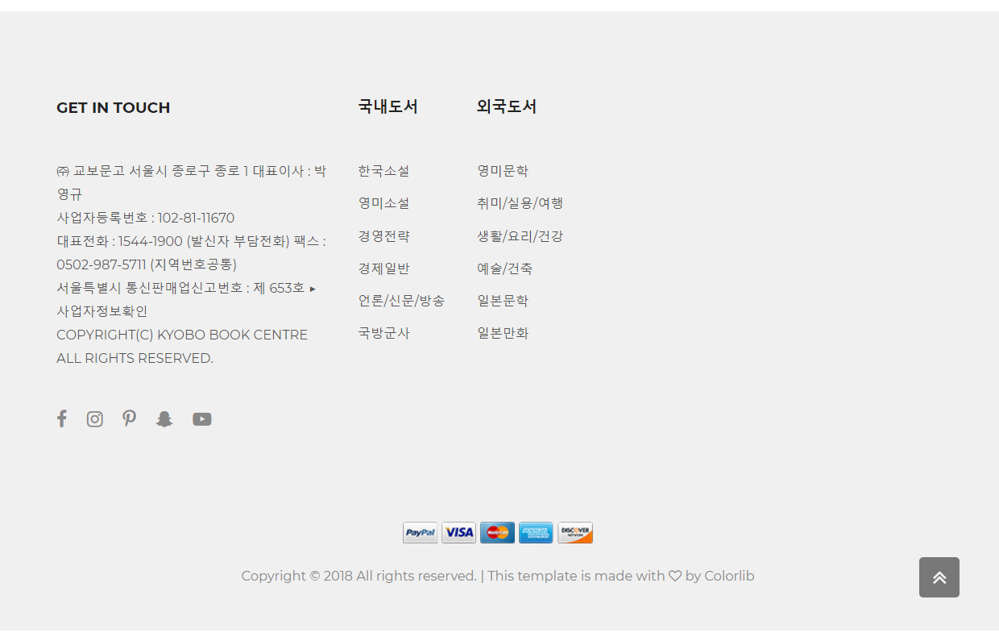 GET IN TOUCH
㈜ 교보문고 서울시 종로구 종로 1 대표이사 : 박
영규
사업자등록번호 : 102-81-11670
대표전화 : 1544-1900 (발신자 부담전화) 팩스 :
0502-987-5711 (지역번호공통)
서울특별시 통신판매업신고번호 : 제 653호 ▸
사업자정보확인
COPYRIGHT(C) KYOBO BOOK CENTRE
ALL RIGHTS RESERVED.
국내도서
한국소설
영미소설
경영전략
경제일반
언론/신문/방송
국방군사
외국도서
영미문학
취미/실용/여행
생활/요리/건강
예술/건축
일본문학
일본만화
PayPal VISA MasterCard AMERICAN EXPRESS DISCOVER NETWORK
Copyright © 2018 All rights reserved. | This template is made with ♡ by Colorlib